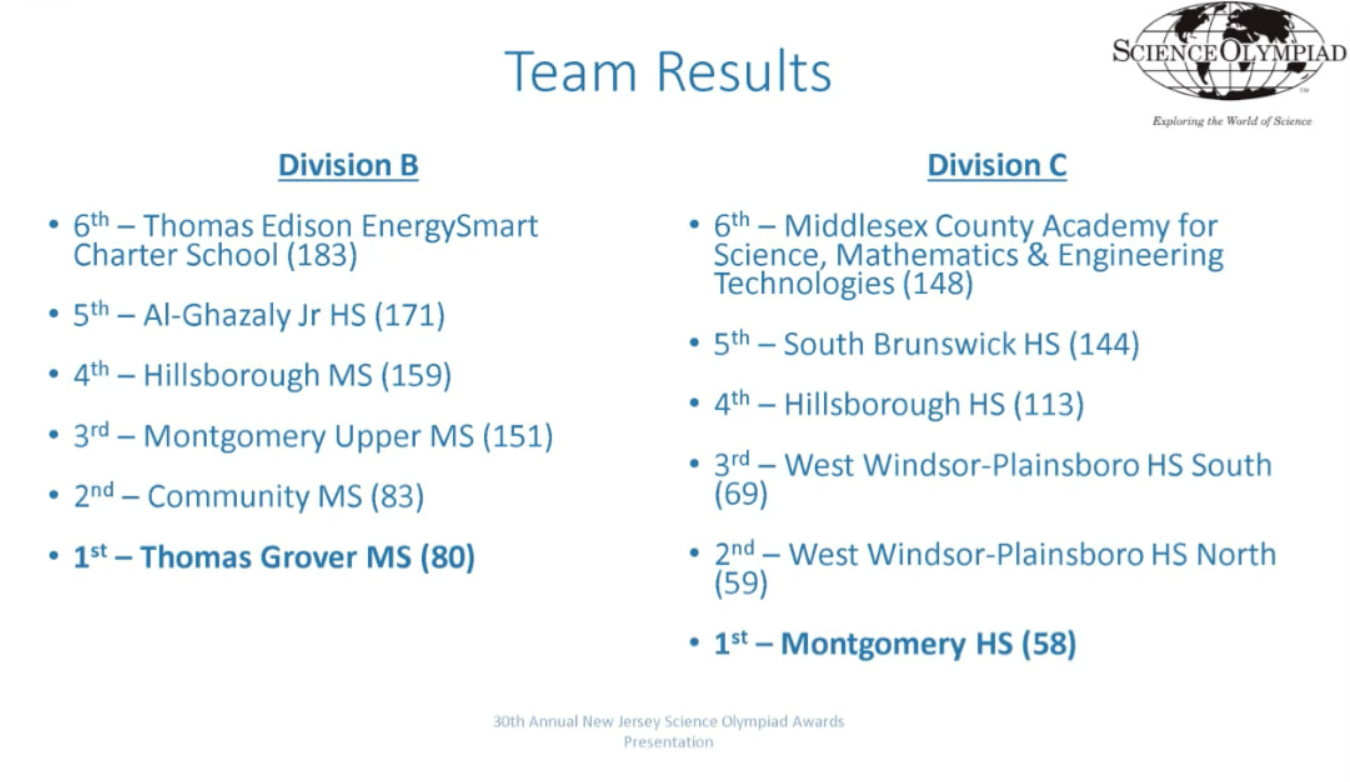 Team Results
SCIENCE OLYMPIAD
TM
Exploring the World of Science
Division B
• 6th – Thomas Edison EnergySmart
Charter School (183)
• 5th – Al-Ghazaly Jr HS (171)
• 4th – Hillsborough MS (159)
• 3rd – Montgomery Upper MS (151)
• 2nd – Community MS (83)
• 1st – Thomas Grover MS (80)
Division C
• 6th – Middlesex County Academy for
Science, Mathematics & Engineering
Technologies (148)
• 5th – South Brunswick HS (144)
• 4th – Hillsborough HS (113)
• 3rd – West Windsor-Plainsboro HS South
(69)
• 2nd – West Windsor-Plainsboro HS North
(59)
• 1st – Montgomery HS (58)
30th Annual New Jersey Science Olympiad Awards
Presentation